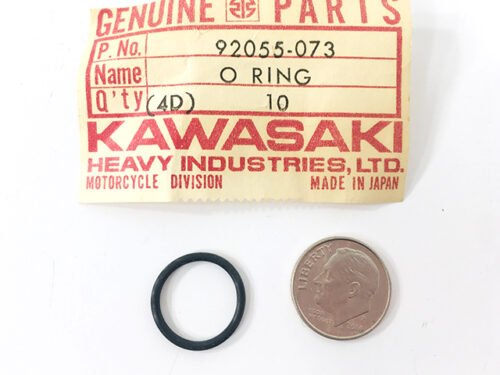 GENUINE PARTS
P. No. 92055-073
Name O RING
Q'ty (4D) 10
KAWASAKI
HEAVY INDUSTRIES, LTD.
MOTORCYCLE DIVISION MADE IN JAPAN
LIBERTY